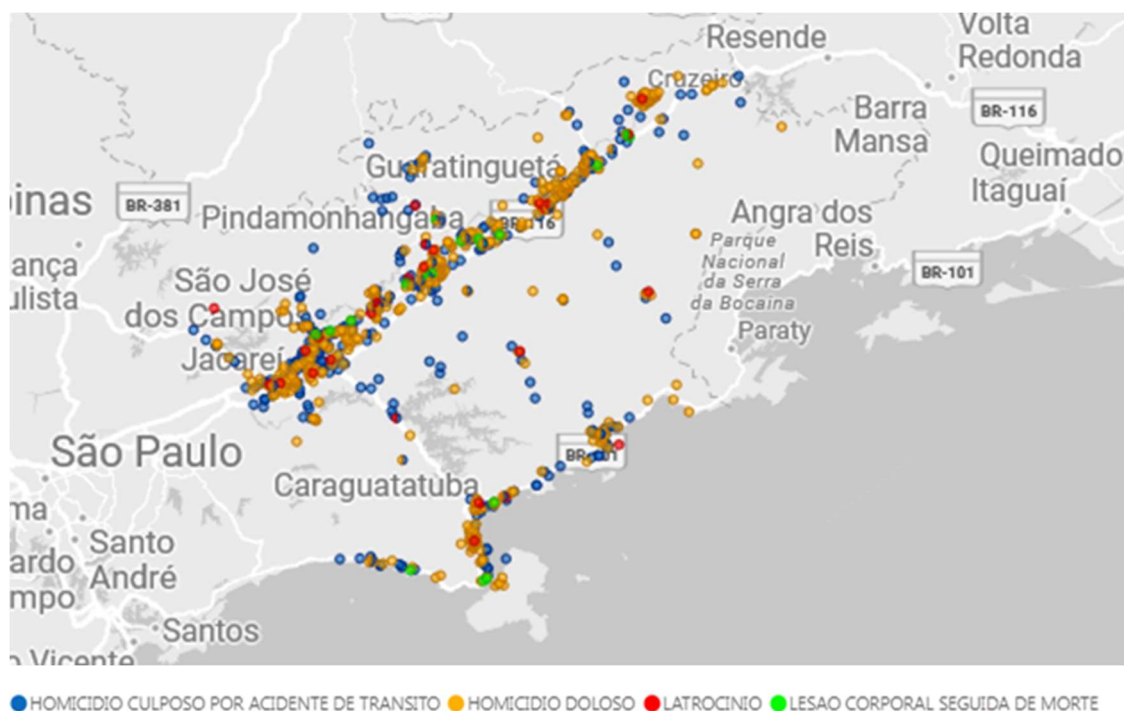 Volta
Redonda
Resende
Cruzeiro
Barra
Mansa
BR-116
Queimado
Itaguaí
Guaratinguetá
inas
BR-381
Pindamonhangaba
BR-116
Angra dos
Reis
Parque
Nacional
da Serra
da Bocaina
BR-101
ança
ulista
São José
dos Campos
Paraty
Jacareí
São Paulo
BR-101
Caraguatatuba
ma
Santo
André
ardo
mpo
Santos
o Vicente
HOMICIDIO CULPOSO POR ACIDENTE DE TRANSITO HOMICIDIO DOLOSO LATROCINIO LESAO CORPORAL SEGUIDA DE MORTE